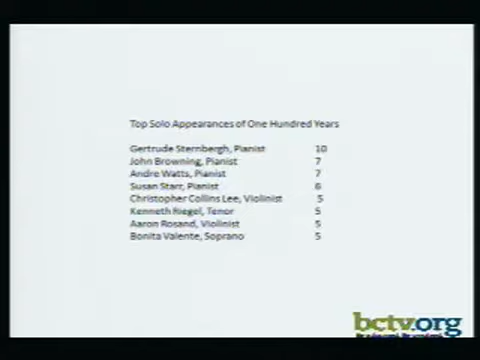 Top Solo Appearances of One Hundred Years
Gertrude Sternbergh, Pianist 10
John Browning, Pianist 7
Andre Watts, Pianist 7
Susan Starr, Pianist 6
Christopher Collins Lee, Violinist 5
Kenneth Riegel, Tenor 5
Aaron Rosand, Violinist 5
Bonita Valente, Soprano 5
bctv.org